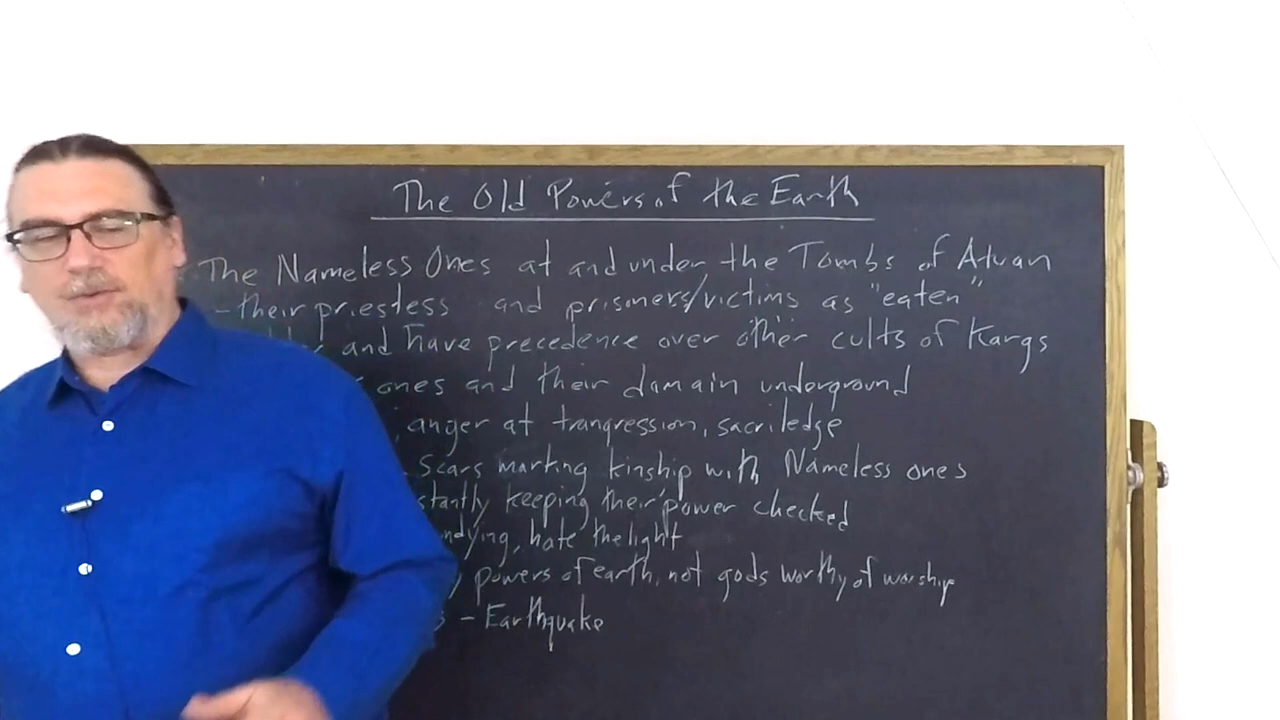 The Old Powers of the Earth
The Nameless Ones at and under the Tombs of Atuan
- their priestess and prisoners/victims as "eaten"
and have precedence over other cults of Kargs
ones and their domain underground
, anger at trangression, sacriledge
Scars marking kinship with Nameless ones
stantly keeping their power checked
ndying, hate the light
y powers of earth, not gods worthy of worship
s - Earthquake